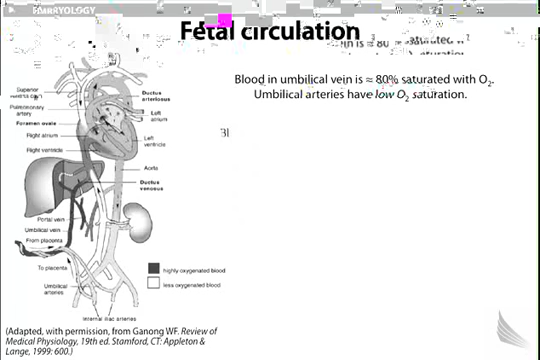 EMBRYOLOGY
Fetal circulation
Blood in umbilical vein is ≈ 80% saturated with O₂.
Umbilical arteries have low O₂ saturation.
Superior
Pulmonary
artery
Foramen ovale
Right atrium
Right ventricle
Ductus
arteriosus
Left
atrium
Left
ventricle
Aorta
Ductus
venosus
Portal vein
Umbilical vein
From placenta
To placenta
Umbilical
arteries
Internal iliac arteries
highly oxygenated blood
less oxygenated blood
(Adapted, with permission, from Ganong WF. Review of
Medical Physiology, 19th ed. Stamford, CT: Appleton &
Lange, 1999: 600.)